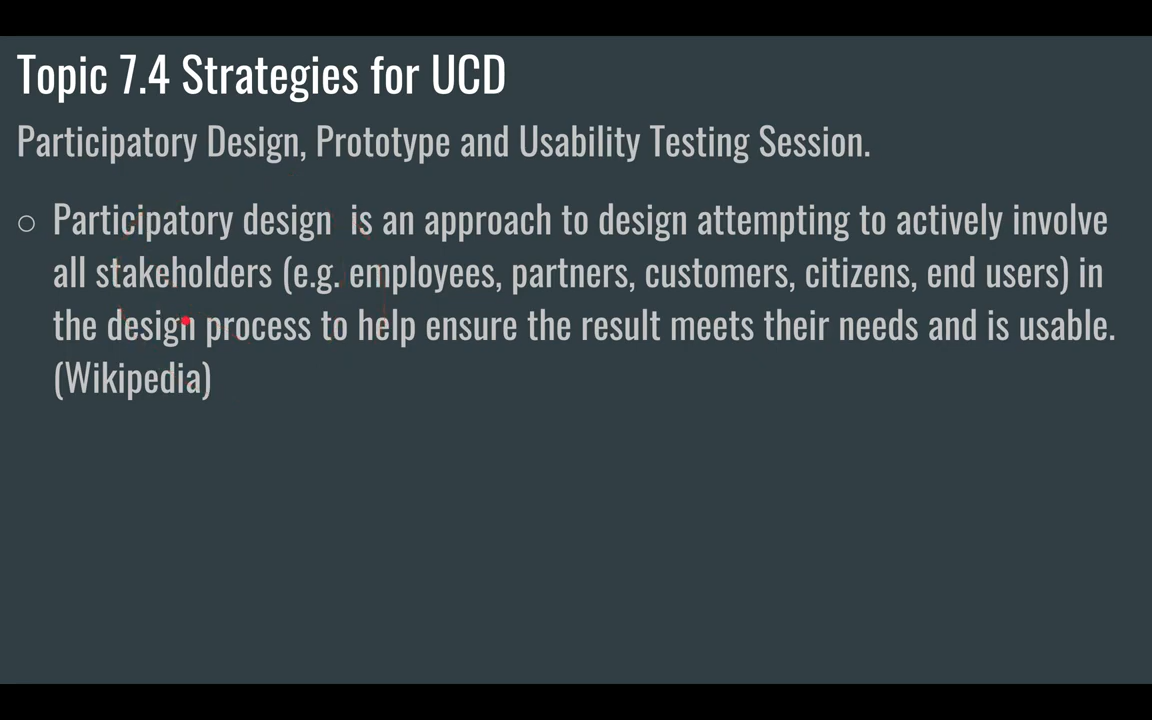 Topic 7.4 Strategies for UCD
Participatory Design, Prototype and Usability Testing Session.
Participatory design is an approach to design attempting to actively involve
all stakeholders (e.g. employees, partners, customers, citizens, end users) in
the design process to help ensure the result meets their needs and is usable.
(Wikipedia)